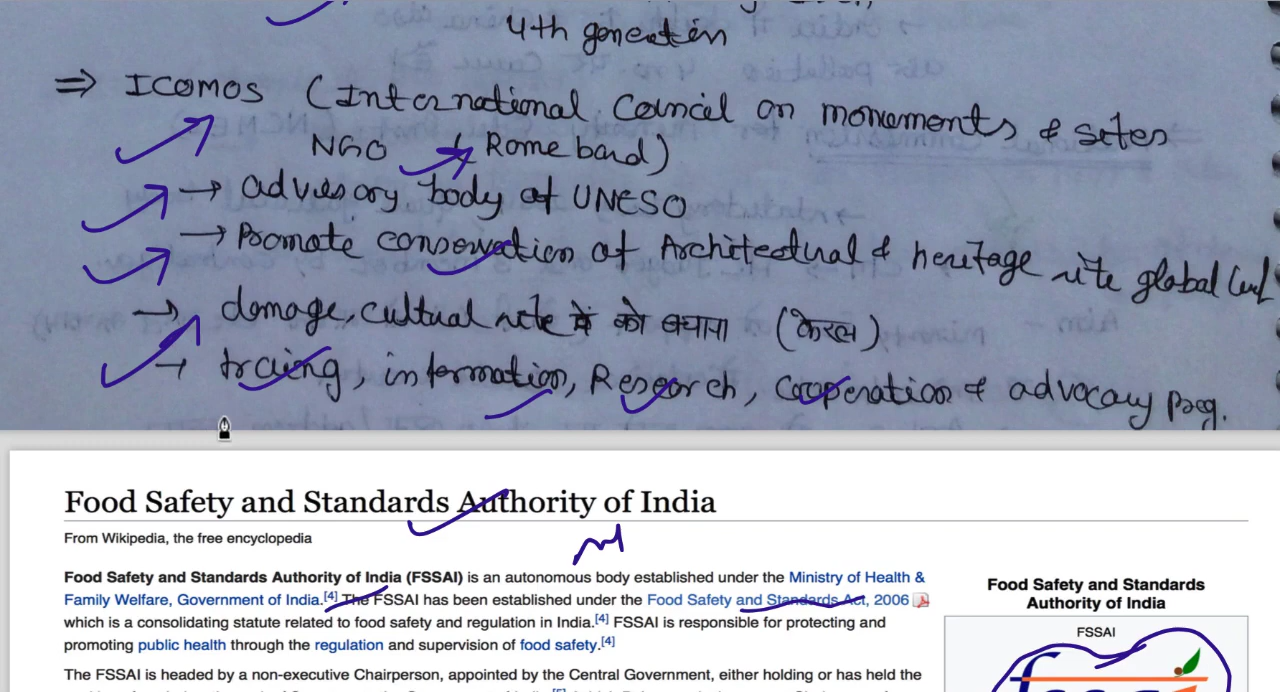 4th generation
⇒ ICOMOS (International Council on monuments & sites
NGO (Rome based)
→ advisory body of UNESO
→ Promote conservation of Architectual & heritage site global
→ damage, cultural site में को बचाना (केरल)
→ traing, information, Research, Cooperation & advocacy prog.
Food Safety and Standards Authority of India
From Wikipedia, the free encyclopedia
Food Safety and Standards Authority of India (FSSAI) is an autonomous body established under the Ministry of Health &
Family Welfare, Government of India.[4] The FSSAI has been established under the Food Safety and Standards Act, 2006
which is a consolidating statute related to food safety and regulation in India.[4] FSSAI is responsible for protecting and
promoting public health through the regulation and supervision of food safety.[4]
The FSSAI is headed by a non-executive Chairperson, appointed by the Central Government, either holding or has held the
Food Safety and Standards
Authority of India
FSSAI